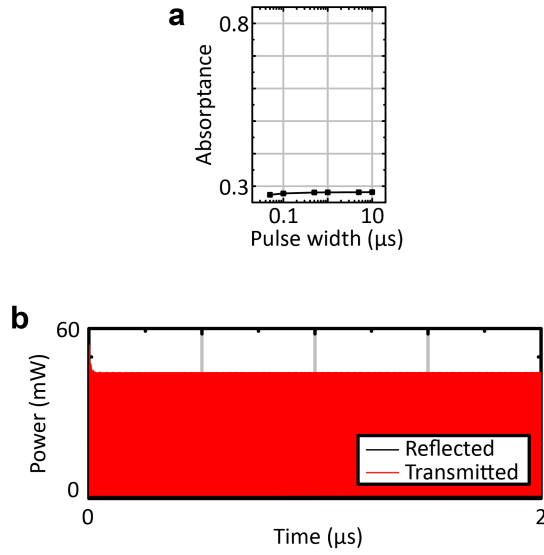 a
0.8
Absorptance
0.3
0.1 10
Pulse width (µs)
b
60
Power (mW)
0
Reflected
Transmitted
0 2
Time (µs)